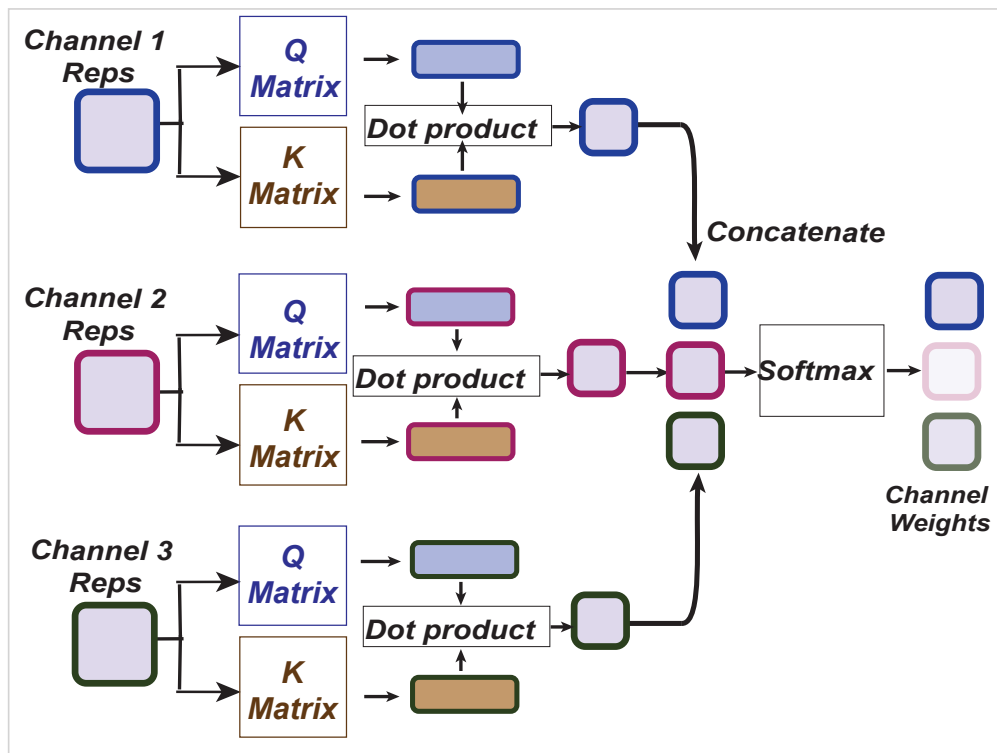 Channel 1
Reps
Q
Matrix
K
Matrix
Dot product
Concatenate
Channel 2
Reps
Q
Matrix
K
Matrix
Dot product
Softmax
Channel
Weights
Channel 3
Reps
Q
Matrix
K
Matrix
Dot product